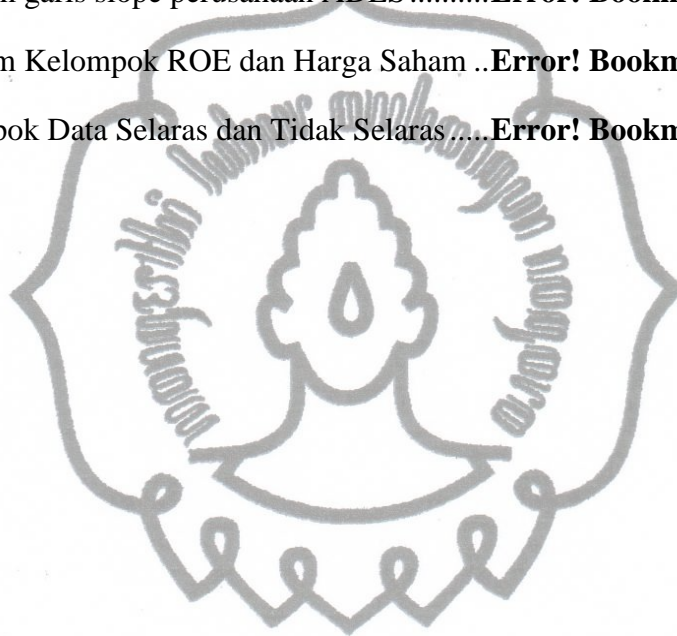 n garis slope perusahaan ADES...........Error! Bookm
m Kelompok ROE dan Harga Saham ..Error! Bookm
pok Data Selaras dan Tidak Selaras.....Error! Bookm